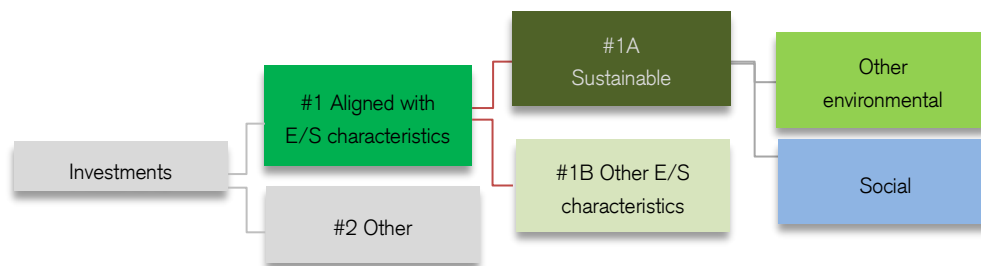 Investments
#1 Aligned with
E/S characteristics
#2 Other
#1A
Sustainable
#1B Other E/S
characteristics
Other
environmental
Social